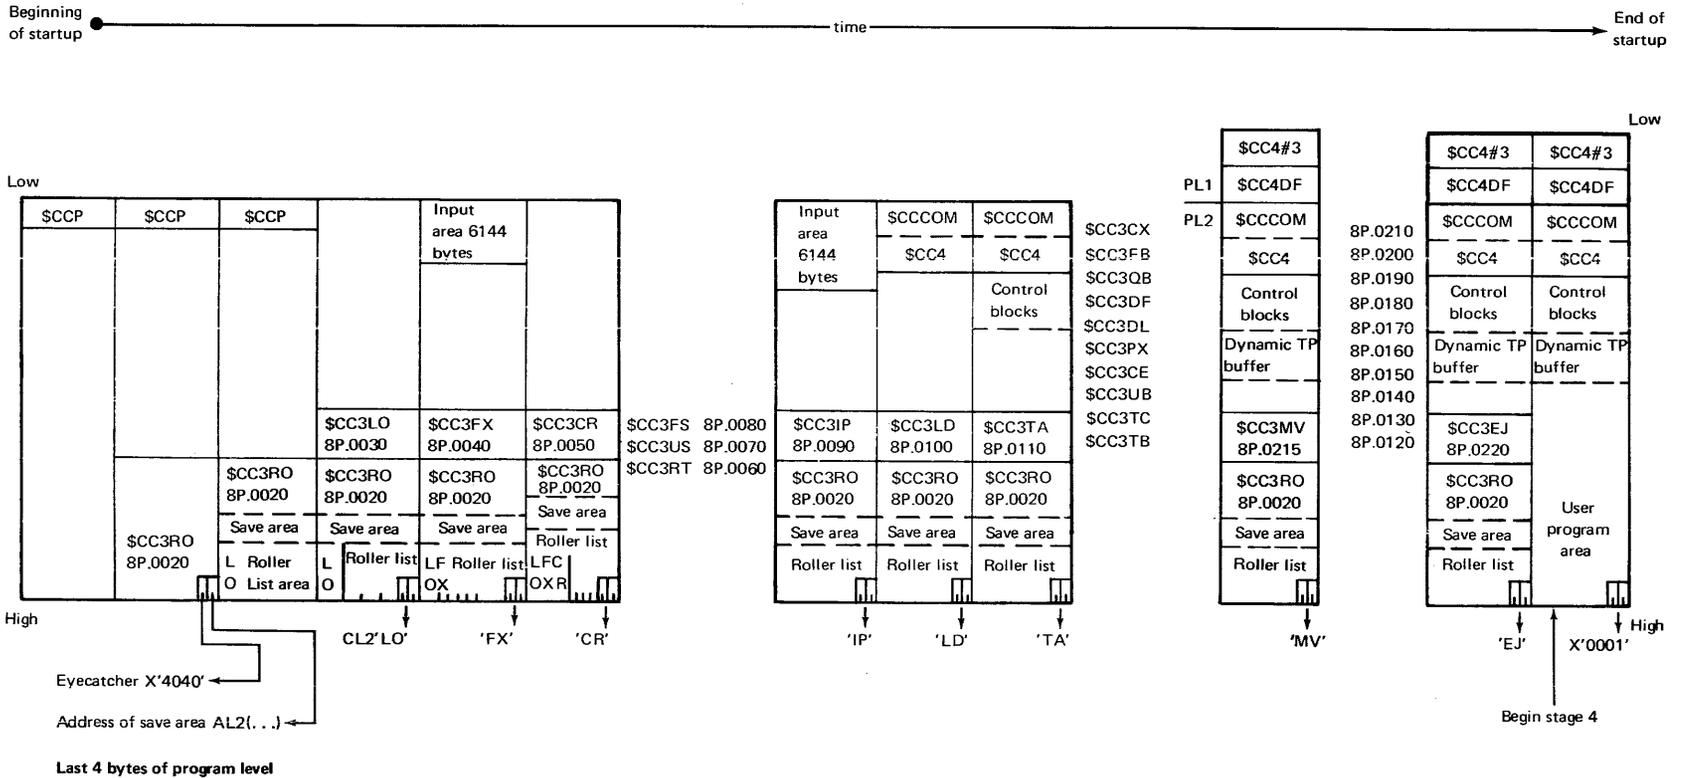 Beginning
of startup
time
End of
startup
Low
$CCP
$CCP
$CCP
Input
area 6144
bytes
$CC3LO
8P.0030
$CC3FX
8P.0040
$CC3CR
8P.0050
$CC3RO
8P.0020
$CC3RO
8P.0020
$CC3RO
8P.0020
$CC3RO
8P.0020
$CC3RO
8P.0020
Save area
Save area
Save area
Save area
L Roller
O List area
L
O
Roller list
LF Roller list
OX
Roller list
LFC
OXR
High
CL2'LO'
'FX'
'CR'
Eyecatcher X'4040'
Address of save area AL2(...)
Last 4 bytes of program level
$CC3FS 8P.0080
$CC3US 8P.0070
$CC3RT 8P.0060
Input
area
6144
bytes
$CCCOM
$CC4
$CCCOM
$CC4
Control
blocks
$CC3IP
8P.0090
$CC3LD
8P.0100
$CC3TA
8P.0110
$CC3RO
8P.0020
$CC3RO
8P.0020
$CC3RO
8P.0020
Save area
Save area
Save area
Roller list
Roller list
Roller list
'IP'
'LD'
'TA'
$CC3CX
$CC3FB
$CC3QB
$CC3DF
$CC3DL
$CC3PX
$CC3CE
$CC3UB
$CC3TC
$CC3TB
PL1
PL2
$CC4#3
$CC4DF
$CCCOM
$CC4
Control
blocks
Dynamic TP
buffer
$CC3MV
8P.0215
$CC3RO
8P.0020
Save area
Roller list
'MV'
8P.0210
8P.0200
8P.0190
8P.0180
8P.0170
8P.0160
8P.0150
8P.0140
8P.0130
8P.0120
Low
$CC4#3
$CC4DF
$CCCOM
$CC4
Control
blocks
Dynamic TP
buffer
$CC3EJ
8P.0220
$CC3RO
8P.0020
Save area
Roller list
'EJ'
$CC4#3
$CC4DF
$CCCOM
$CC4
Control
blocks
Dynamic TP
buffer
User
program
area
X'0001'
High
Begin stage 4